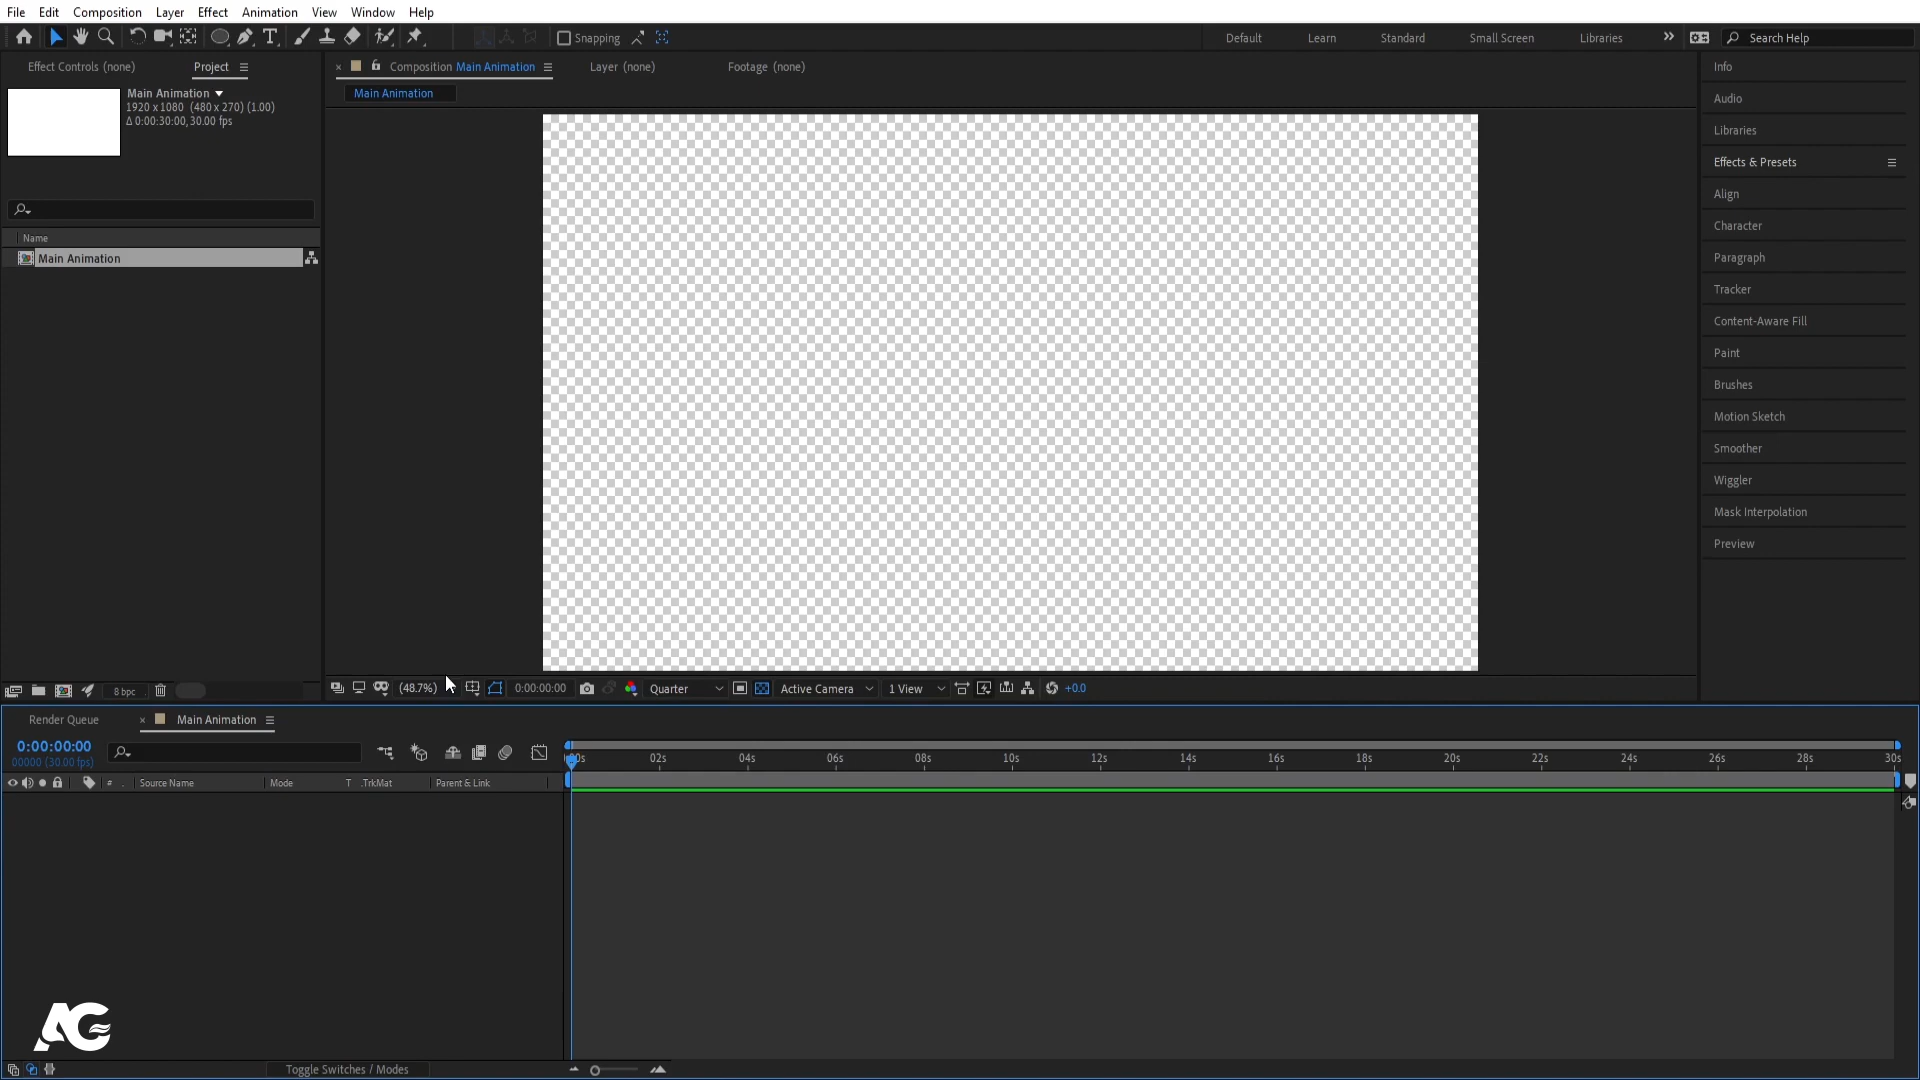 File Edit Composition Layer Effect Animation View Window Help
Snapping Default Learn Standard Small Screen Libraries Search Help
Effect Controls (none) Project Composition Main Animation Layer (none) Footage (none) Info
Main Animation Main Animation
1920 x 1080 (480 x 270) (1.00)
Δ 0:00:30:00, 30.00 fps
Audio
Libraries
Effects & Presets
Align
Character
Paragraph
Tracker
Content-Aware Fill
Paint
Brushes
Motion Sketch
Smoother
Wiggler
Mask Interpolation
Preview
Name
Main Animation
8 bpc (48.7%) 0:00:00:00 Quarter Active Camera 1 View +0.0
Render Queue Main Animation
0:00:00:00
00000 (30.00 fps)
02s 04s 06s 08s 10s 12s 14s 16s 18s 20s 22s 24s 26s 28s 30s
# . Source Name Mode T .TrkMat Parent & Link
AG
Toggle Switches / Modes